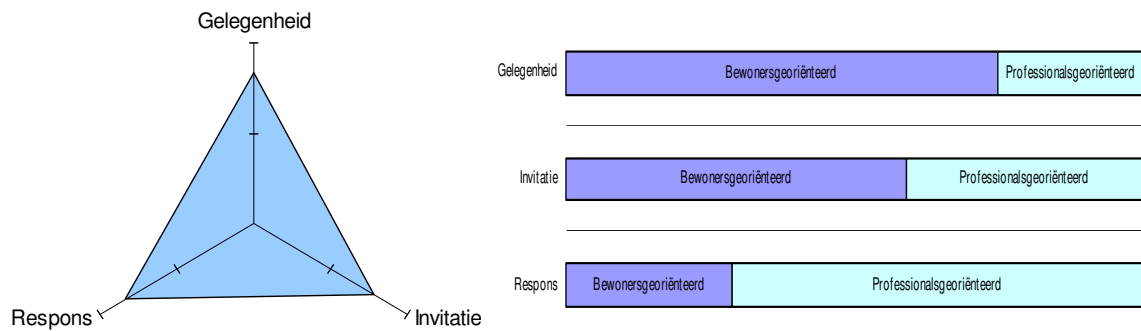 Gelegenheid
Respons
Invitatie
Gelegenheid
Bewonersgeoriënteerd
Professionalsgeoriënteerd
Invitatie
Bewonersgeoriënteerd
Professionalsgeoriënteerd
Respons
Bewonersgeoriënteerd
Professionalsgeoriënteerd